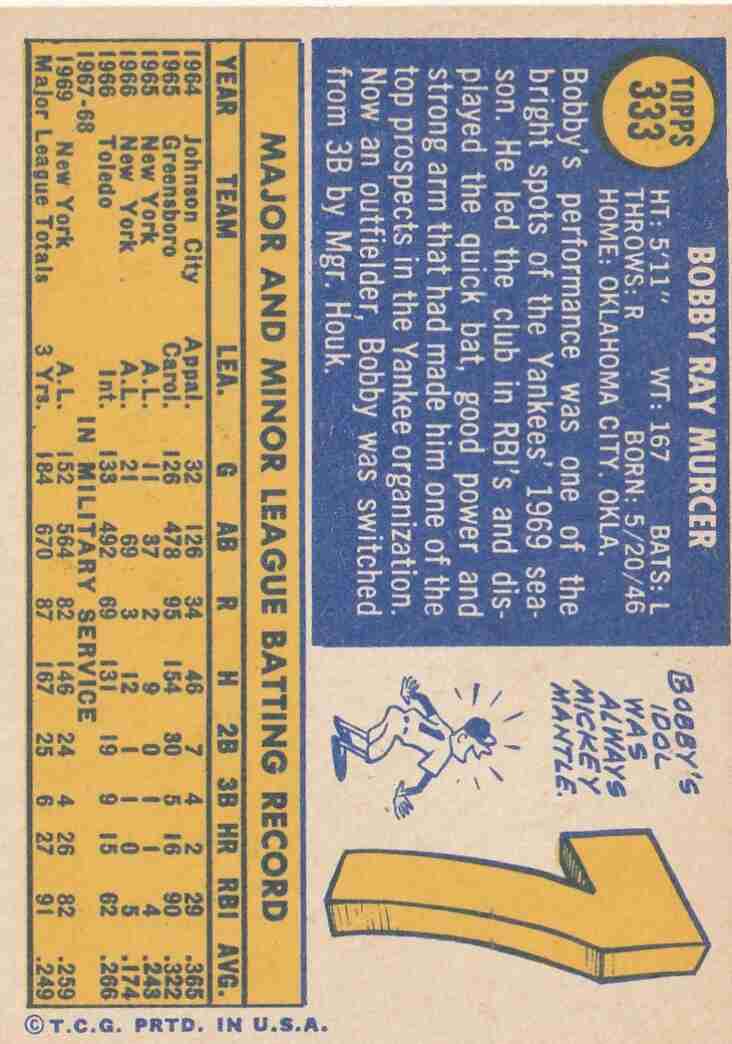 TOPPS
333
BOBBY RAY MURCER
HT: 5'11" WT: 167 BATS: L
THROWS: R BORN: 5/20/46
HOME: OKLAHOMA CITY, OKLA.
Bobby's performance was one of the
bright spots of the Yankees' 1969 sea-
son. He led the club in RBI's and dis-
played the quick bat, good power and
strong arm that had made him one of the
top prospects in the Yankee organization.
Now an outfielder, Bobby was switched
from 3B by Mgr. Houk.
BOBBY'S
IDOL
WAS
ALWAYS
MICKEY
MANTLE.
7
MAJOR AND MINOR LEAGUE BATTING RECORD
YEAR TEAM LEA. G AB R H 2B 3B HR RBI AVG.
1964 Johnson City Appal. 32 126 34 46 7 4 2 29 .365
1965 Greensboro Carol. 126 478 95 154 30 5 16 90 .322
1965 New York A.L. 11 37 2 9 0 1 1 4 .243
1966 New York A.L. 21 69 3 12 1 1 0 5 .174
1966 Toledo Int. 133 492 69 131 19 9 15 62 .266
1967-68 IN MILITARY SERVICE
1969 New York A.L. 152 564 82 146 24 4 26 82 .259
Major League Totals 3 Yrs. 184 670 87 167 25 6 27 91 .249
© T.C.G. PRTD. IN U.S.A.